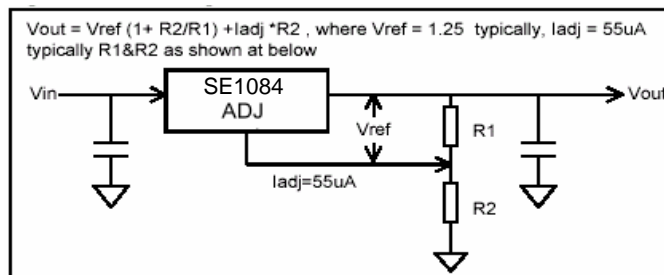 Vout = Vref (1+ R2/R1) +Iadj *R2 , where Vref = 1.25 typically, Iadj = 55uA
typically R1&R2 as shown at below
SE1084
ADJ
Vin
Vout
Vref
R1
Iadj=55uA
R2